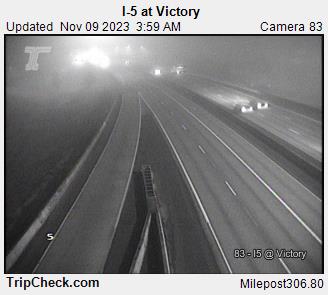 I-5 at Victory
Updated  Nov 09 2023  3:59 AM    Camera 83
T
S
83 - I5 @ Victory
TripCheck.com    Milepost306.80